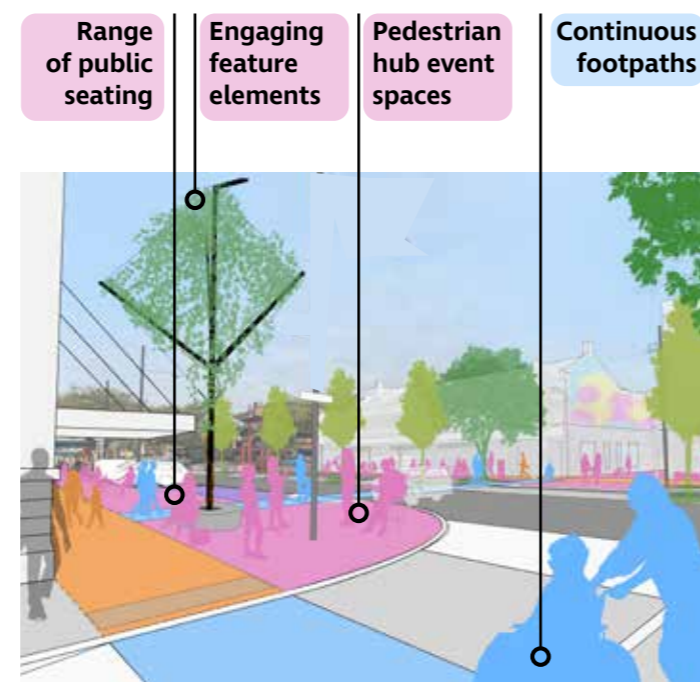 Range
of public
seating
Engaging
feature
elements
Pedestrian
hub event
spaces
Continuous
footpaths